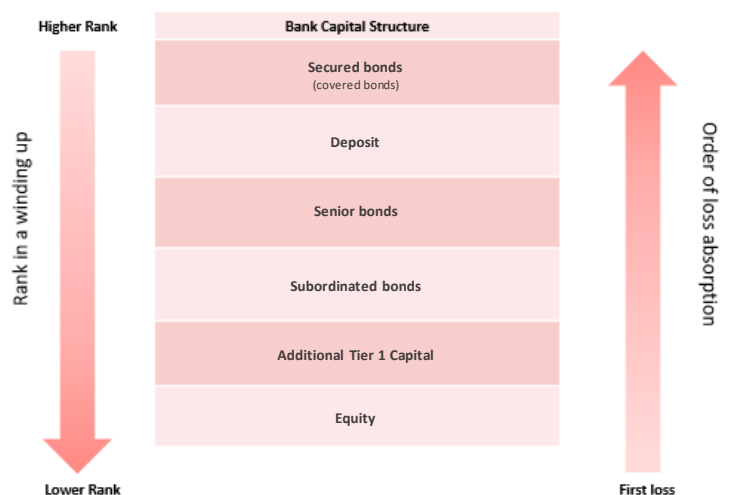 Higher Rank
Bank Capital Structure
Secured bonds
(covered bonds)
Deposit
Senior bonds
Subordinated bonds
Additional Tier 1 Capital
Equity
Rank in a winding up
Order of loss absorption
Lower Rank
First loss